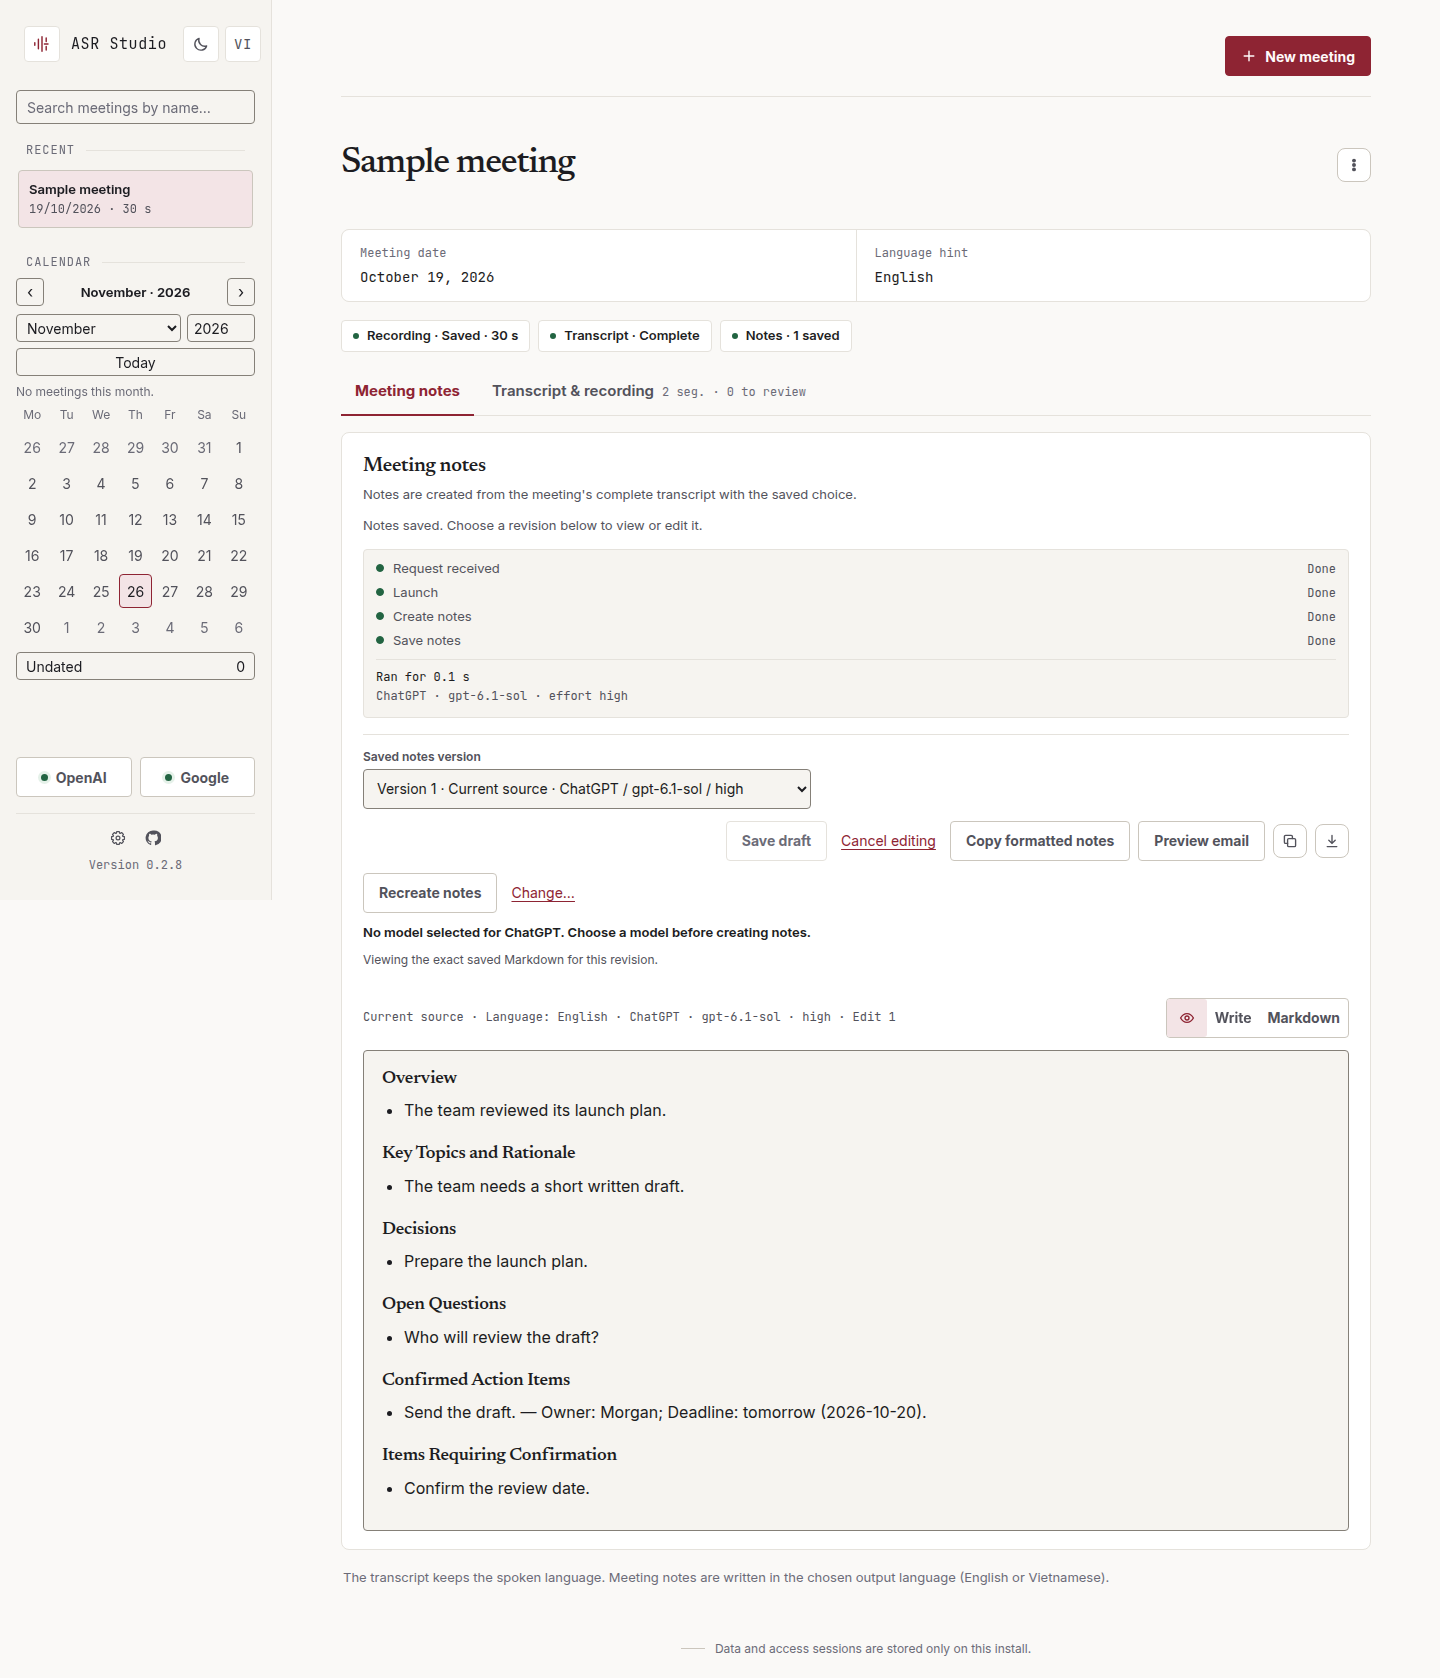 ASR Studio
VI
Search meetings by name...
RECENT
Sample meeting
19/10/2026 · 30 s
CALENDAR
‹ November · 2026 ›
November 2026
Today
No meetings this month.
Mo Tu We Th Fr Sa Su
26 27 28 29 30 31 1
2 3 4 5 6 7 8
9 10 11 12 13 14 15
16 17 18 19 20 21 22
23 24 25 26 27 28 29
30 1 2 3 4 5 6
Undated 0
OpenAI Google
Version 0.2.8
+ New meeting
Sample meeting
Meeting date
October 19, 2026
Language hint
English
Recording · Saved · 30 s
Transcript · Complete
Notes · 1 saved
Meeting notes
Transcript & recording 2 seg. · 0 to review
Meeting notes
Notes are created from the meeting's complete transcript with the saved choice.
Notes saved. Choose a revision below to view or edit it.
Request received Done
Launch Done
Create notes Done
Save notes Done
Ran for 0.1 s
ChatGPT · gpt-6.1-sol · effort high
Saved notes version
Version 1 · Current source · ChatGPT / gpt-6.1-sol / high
Save draft Cancel editing Copy formatted notes Preview email
Recreate notes Change...
No model selected for ChatGPT. Choose a model before creating notes.
Viewing the exact saved Markdown for this revision.
Current source · Language: English · ChatGPT · gpt-6.1-sol · high · Edit 1
Write Markdown
Overview
• The team reviewed its launch plan.
Key Topics and Rationale
• The team needs a short written draft.
Decisions
• Prepare the launch plan.
Open Questions
• Who will review the draft?
Confirmed Action Items
• Send the draft. — Owner: Morgan; Deadline: tomorrow (2026-10-20).
Items Requiring Confirmation
• Confirm the review date.
The transcript keeps the spoken language. Meeting notes are written in the chosen output language (English or Vietnamese).
Data and access sessions are stored only on this install.